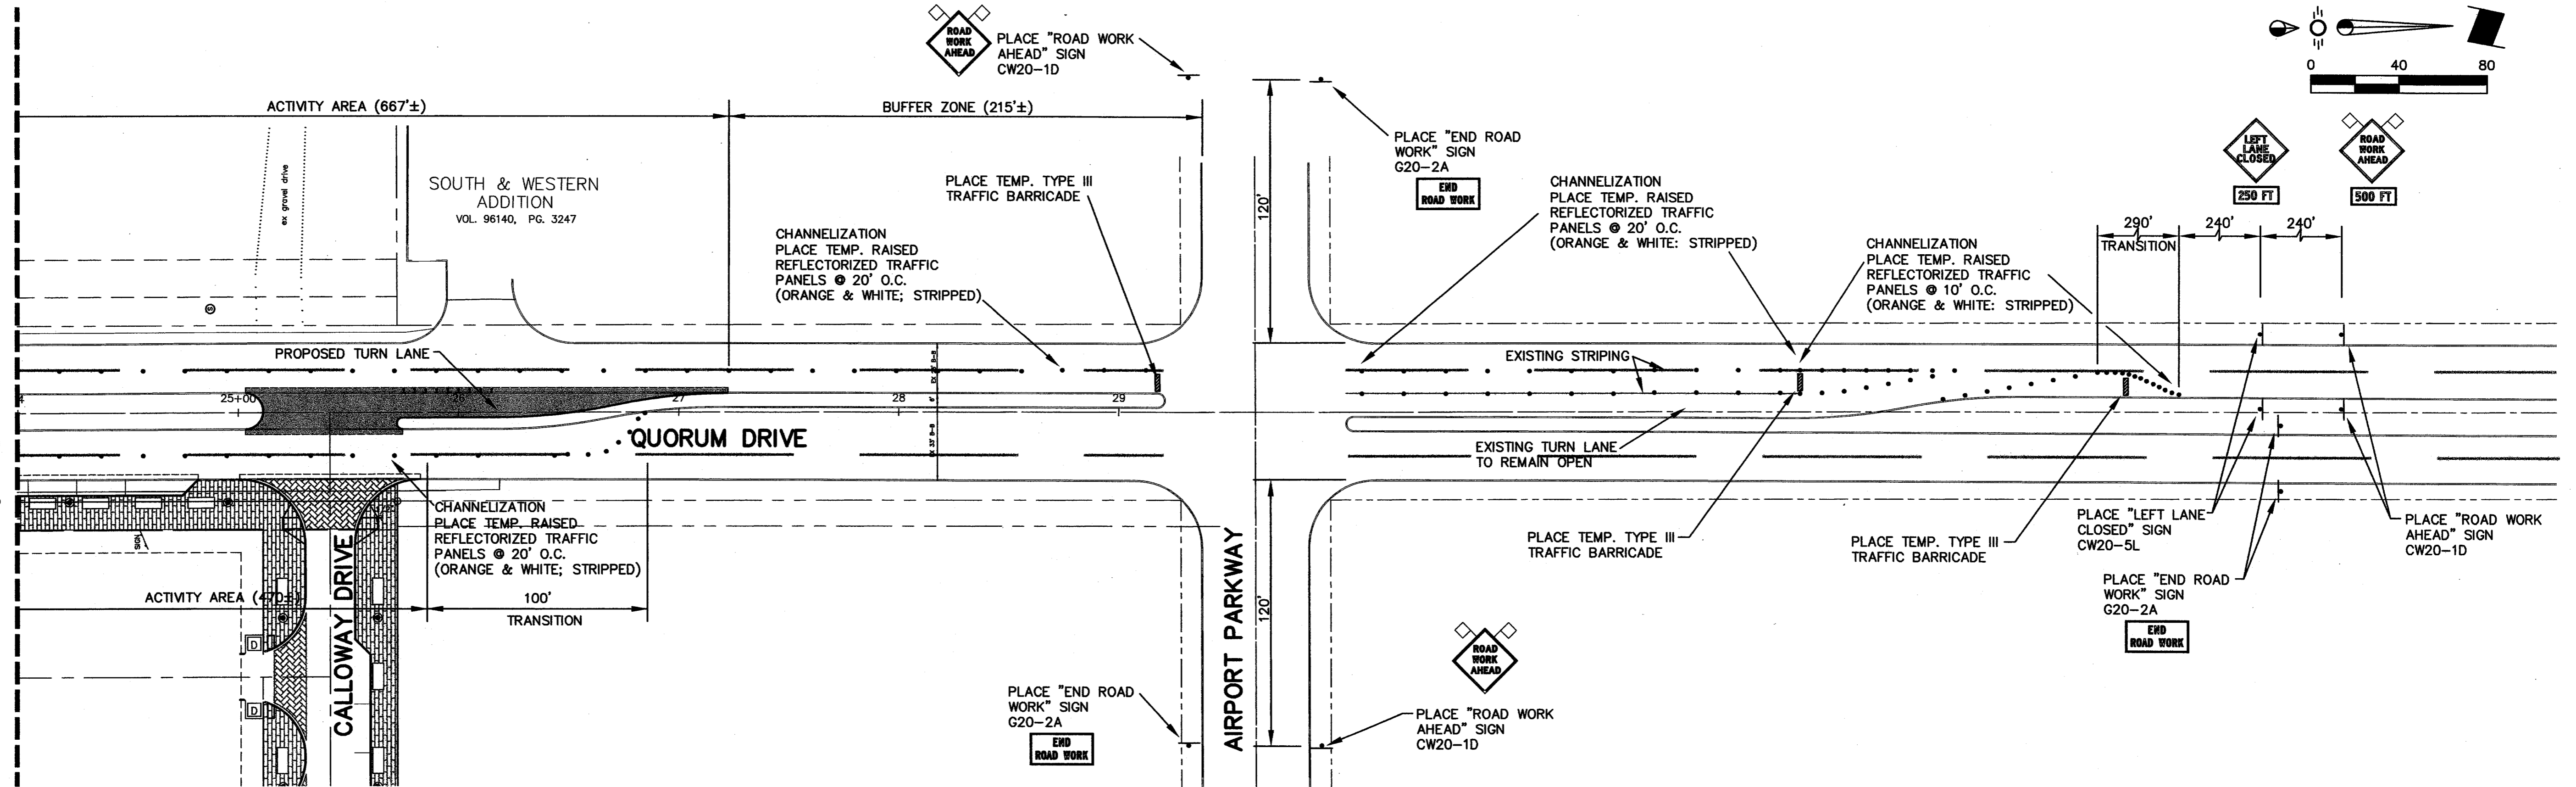 ROAD
WORK
AHEAD
PLACE "ROAD WORK
AHEAD" SIGN
CW20-1D
0 40 80
ACTIVITY AREA (667'±)
BUFFER ZONE (215'±)
PLACE "END ROAD
WORK" SIGN
G20-2A
END
ROAD WORK
120'
LEFT
LANE
CLOSED
250 FT
ROAD
WORK
AHEAD
500 FT
ex gravel drive
SOUTH & WESTERN
ADDITION
VOL. 96140, PG. 3247
PLACE TEMP. TYPE III
TRAFFIC BARRICADE
CHANNELIZATION
PLACE TEMP. RAISED
REFLECTORIZED TRAFFIC
PANELS @ 20' O.C.
(ORANGE & WHITE; STRIPPED)
CHANNELIZATION
PLACE TEMP. RAISED
REFLECTORIZED TRAFFIC
PANELS @ 20' O.C.
(ORANGE & WHITE: STRIPPED)
CHANNELIZATION
PLACE TEMP. RAISED
REFLECTORIZED TRAFFIC
PANELS @ 10' O.C.
(ORANGE & WHITE: STRIPPED)
290'
TRANSITION
240'
240'
S
PROPOSED TURN LANE
EXISTING STRIPING
25+00
26
27
28
29
6'
EX 33' B-B
QUORUM DRIVE
EXISTING TURN LANE
TO REMAIN OPEN
CHANNELIZATION
PLACE TEMP. RAISED
REFLECTORIZED TRAFFIC
PANELS @ 20' O.C.
(ORANGE & WHITE; STRIPPED)
SIGN
PLACE TEMP. TYPE III
TRAFFIC BARRICADE
PLACE TEMP. TYPE III
TRAFFIC BARRICADE
PLACE "LEFT LANE
CLOSED" SIGN
CW20-5L
PLACE "ROAD WORK
AHEAD" SIGN
CW20-1D
PLACE "END ROAD
WORK" SIGN
G20-2A
END
ROAD WORK
ACTIVITY AREA (470±)
100'
TRANSITION
CALLOWAY DRIVE
D
D
AIRPORT PARKWAY
120'
ROAD
WORK
AHEAD
PLACE "END ROAD
WORK" SIGN
G20-2A
END
ROAD WORK
PLACE "ROAD WORK
AHEAD" SIGN
CW20-1D